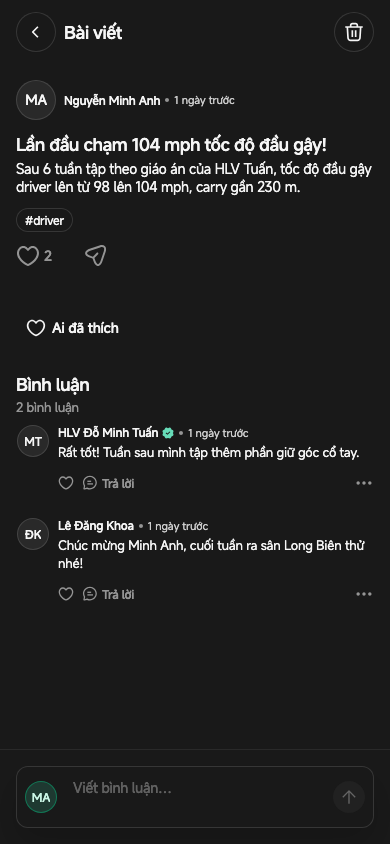 Bài viết
MA Nguyễn Minh Anh • 1 ngày trước
Lần đầu chạm 104 mph tốc độ đầu gậy!
Sau 6 tuần tập theo giáo án của HLV Tuấn, tốc độ đầu gậy
driver lên từ 98 lên 104 mph, carry gần 230 m.
#driver
2
Ai đã thích
Bình luận
2 bình luận
MT HLV Đỗ Minh Tuấn • 1 ngày trước
Rất tốt! Tuần sau mình tập thêm phần giữ góc cổ tay.
Trả lời
ĐK Lê Đăng Khoa • 1 ngày trước
Chúc mừng Minh Anh, cuối tuần ra sân Long Biên thử
nhé!
Trả lời
MA Viết bình luận...